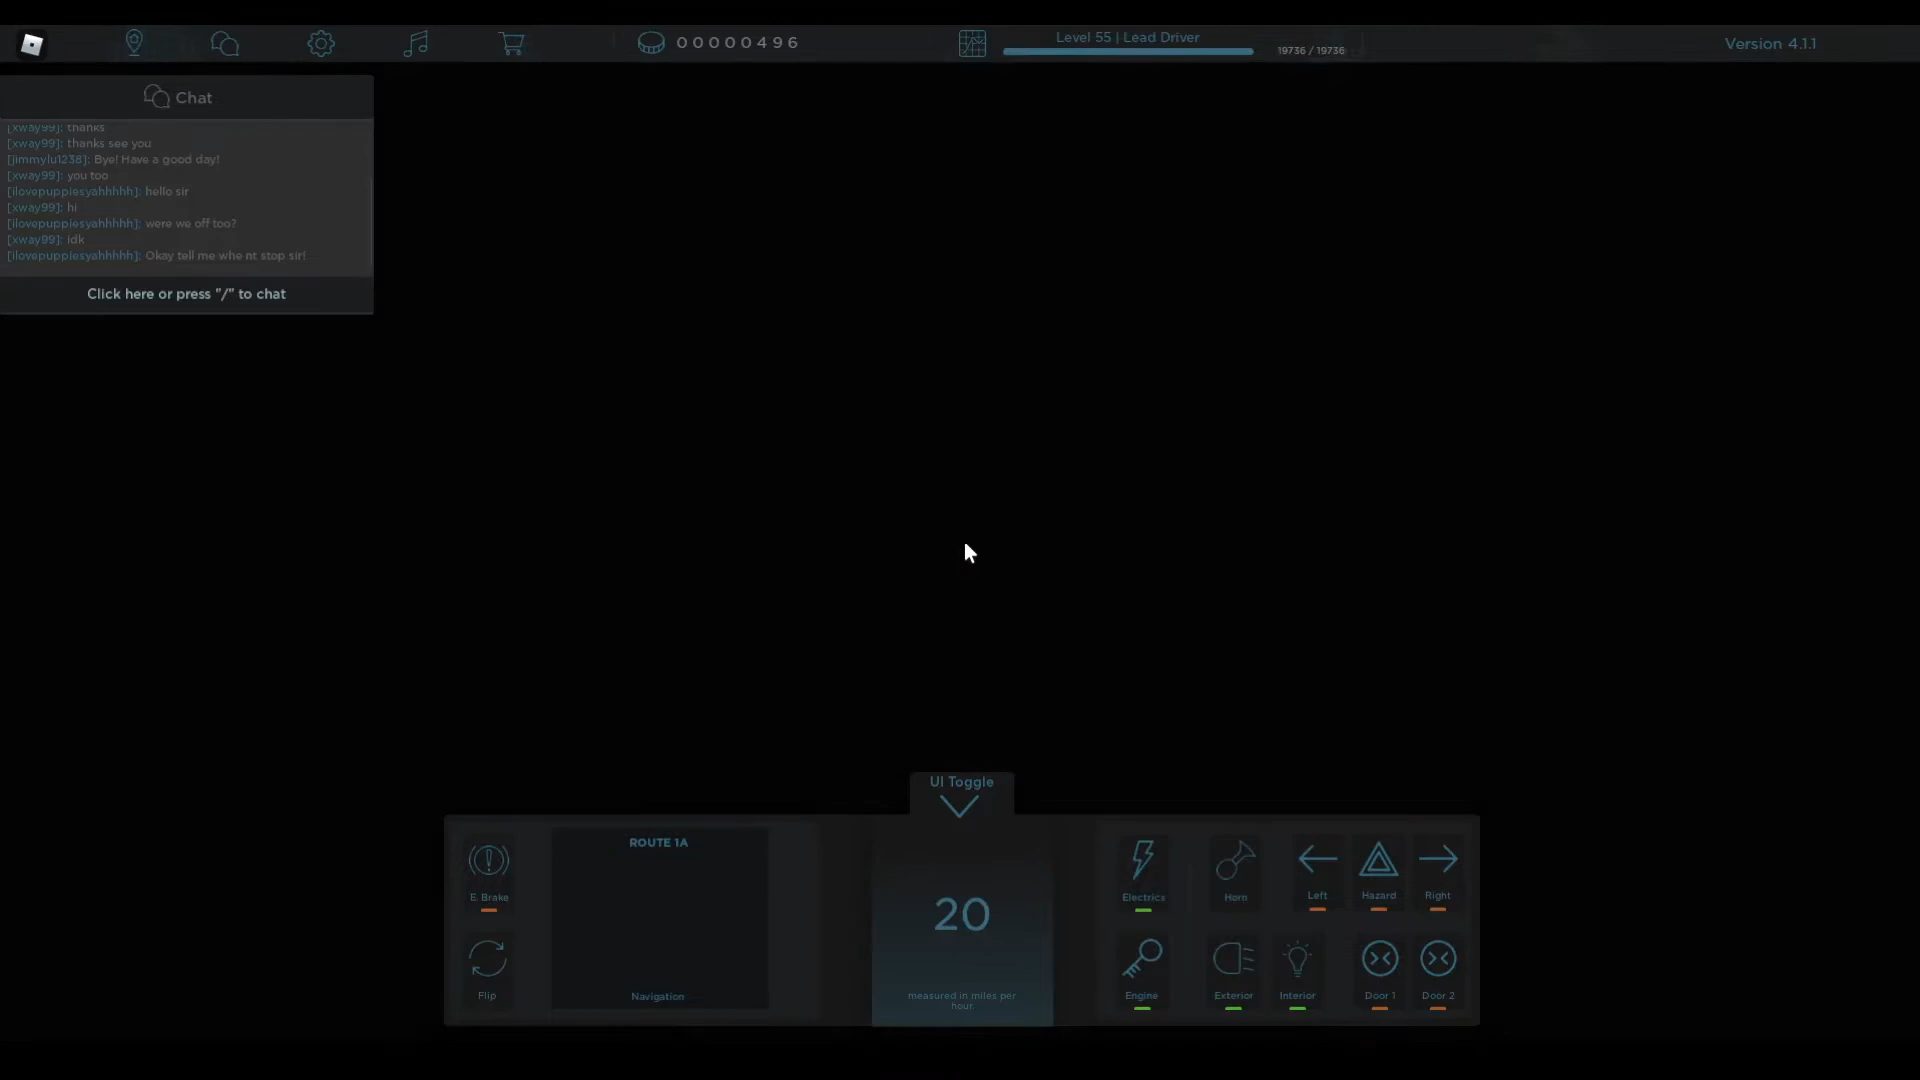 00000496
Level 55 | Lead Driver
19736 / 19736
Version 4.1.1
Chat
[xway99]: thanks
[xway99]: thanks see you
[jimmylu1238]: Bye! Have a good day!
[xway99]: you too
[ilovepuppiesyahhhhh]: hello sir
[xway99]: hi
[ilovepuppiesyahhhhh]: were we off too?
[xway99]: idk
[ilovepuppiesyahhhhh]: Okay tell me whe nt stop sir!
Click here or press "/" to chat
UI Toggle
ROUTE 1A
E. Brake
20
Electrics
Horn
Left
Hazard
Right
Flip
Navigation
measured in miles per
hour.
Engine
Exterior
Interior
Door 1
Door 2